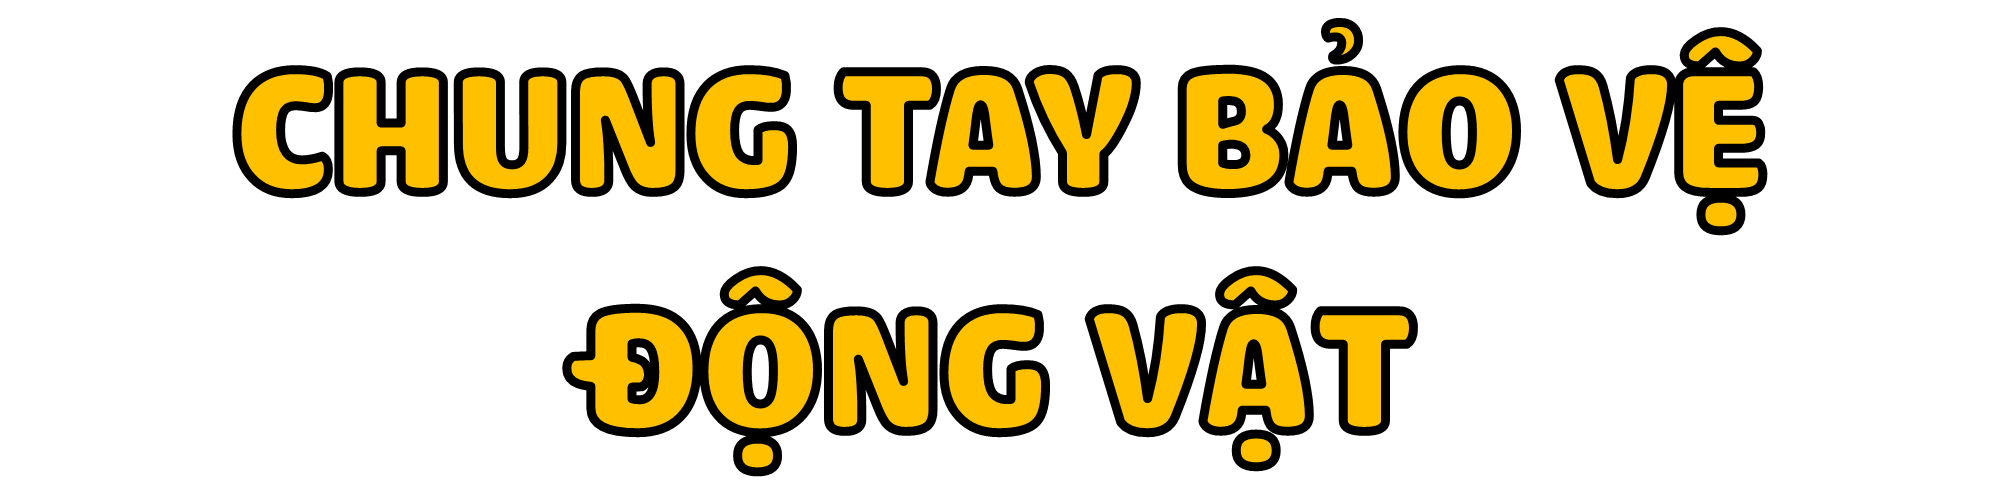 CHUNG TAY BẢO VỆ
ĐỘNG VẬT